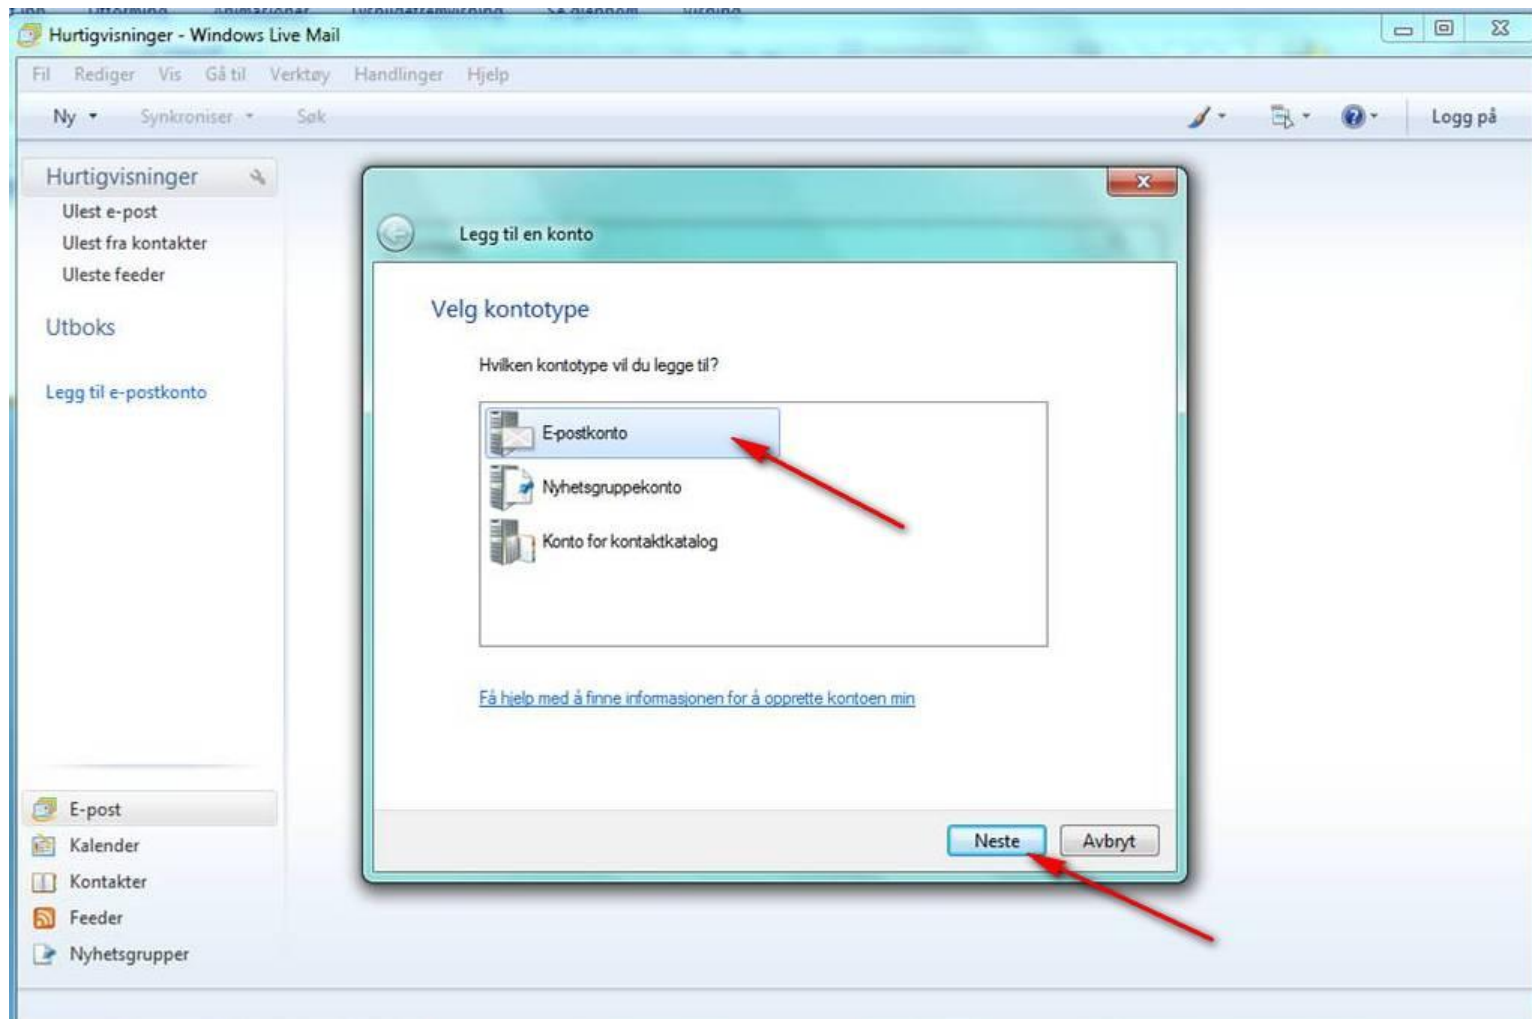 Hurtigvisninger - Windows Live Mail
Fil Rediger Vis Gå til Verktøy Handlinger Hjelp
Ny Synkroniser Søk Logg på
Hurtigvisninger
Ulest e-post
Ulest fra kontakter
Uleste feeder
Utboks
Legg til e-postkonto
Legg til en konto
Velg kontotype
Hvilken kontotype vil du legge til?
E-postkonto
Nyhetsgruppekonto
Konto for kontaktkatalog
Få hjelp med å finne informasjonen for å opprette kontoen min
Neste Avbryt
E-post
Kalender
Kontakter
Feeder
Nyhetsgrupper